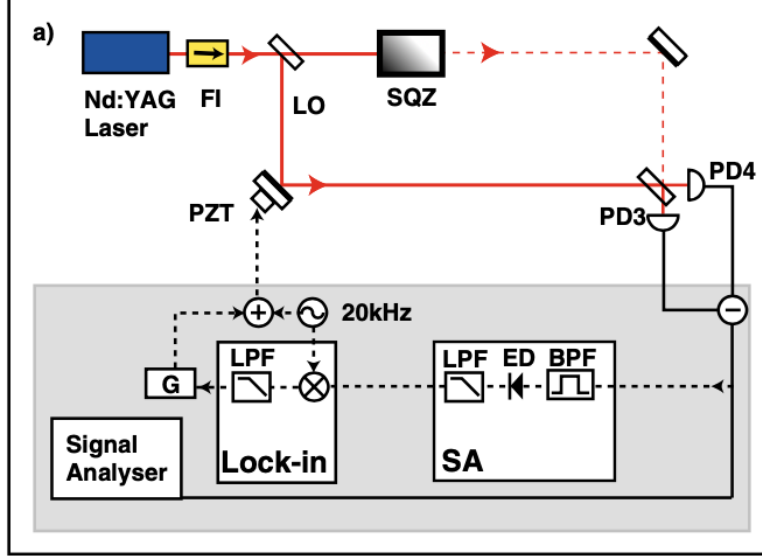 a)
Nd:YAG
Laser
FI
LO
SQZ
PZT
PD4
PD3
20kHz
−
+
LPF
G
Lock-in
LPF ED BPF
SA
Signal
Analyser